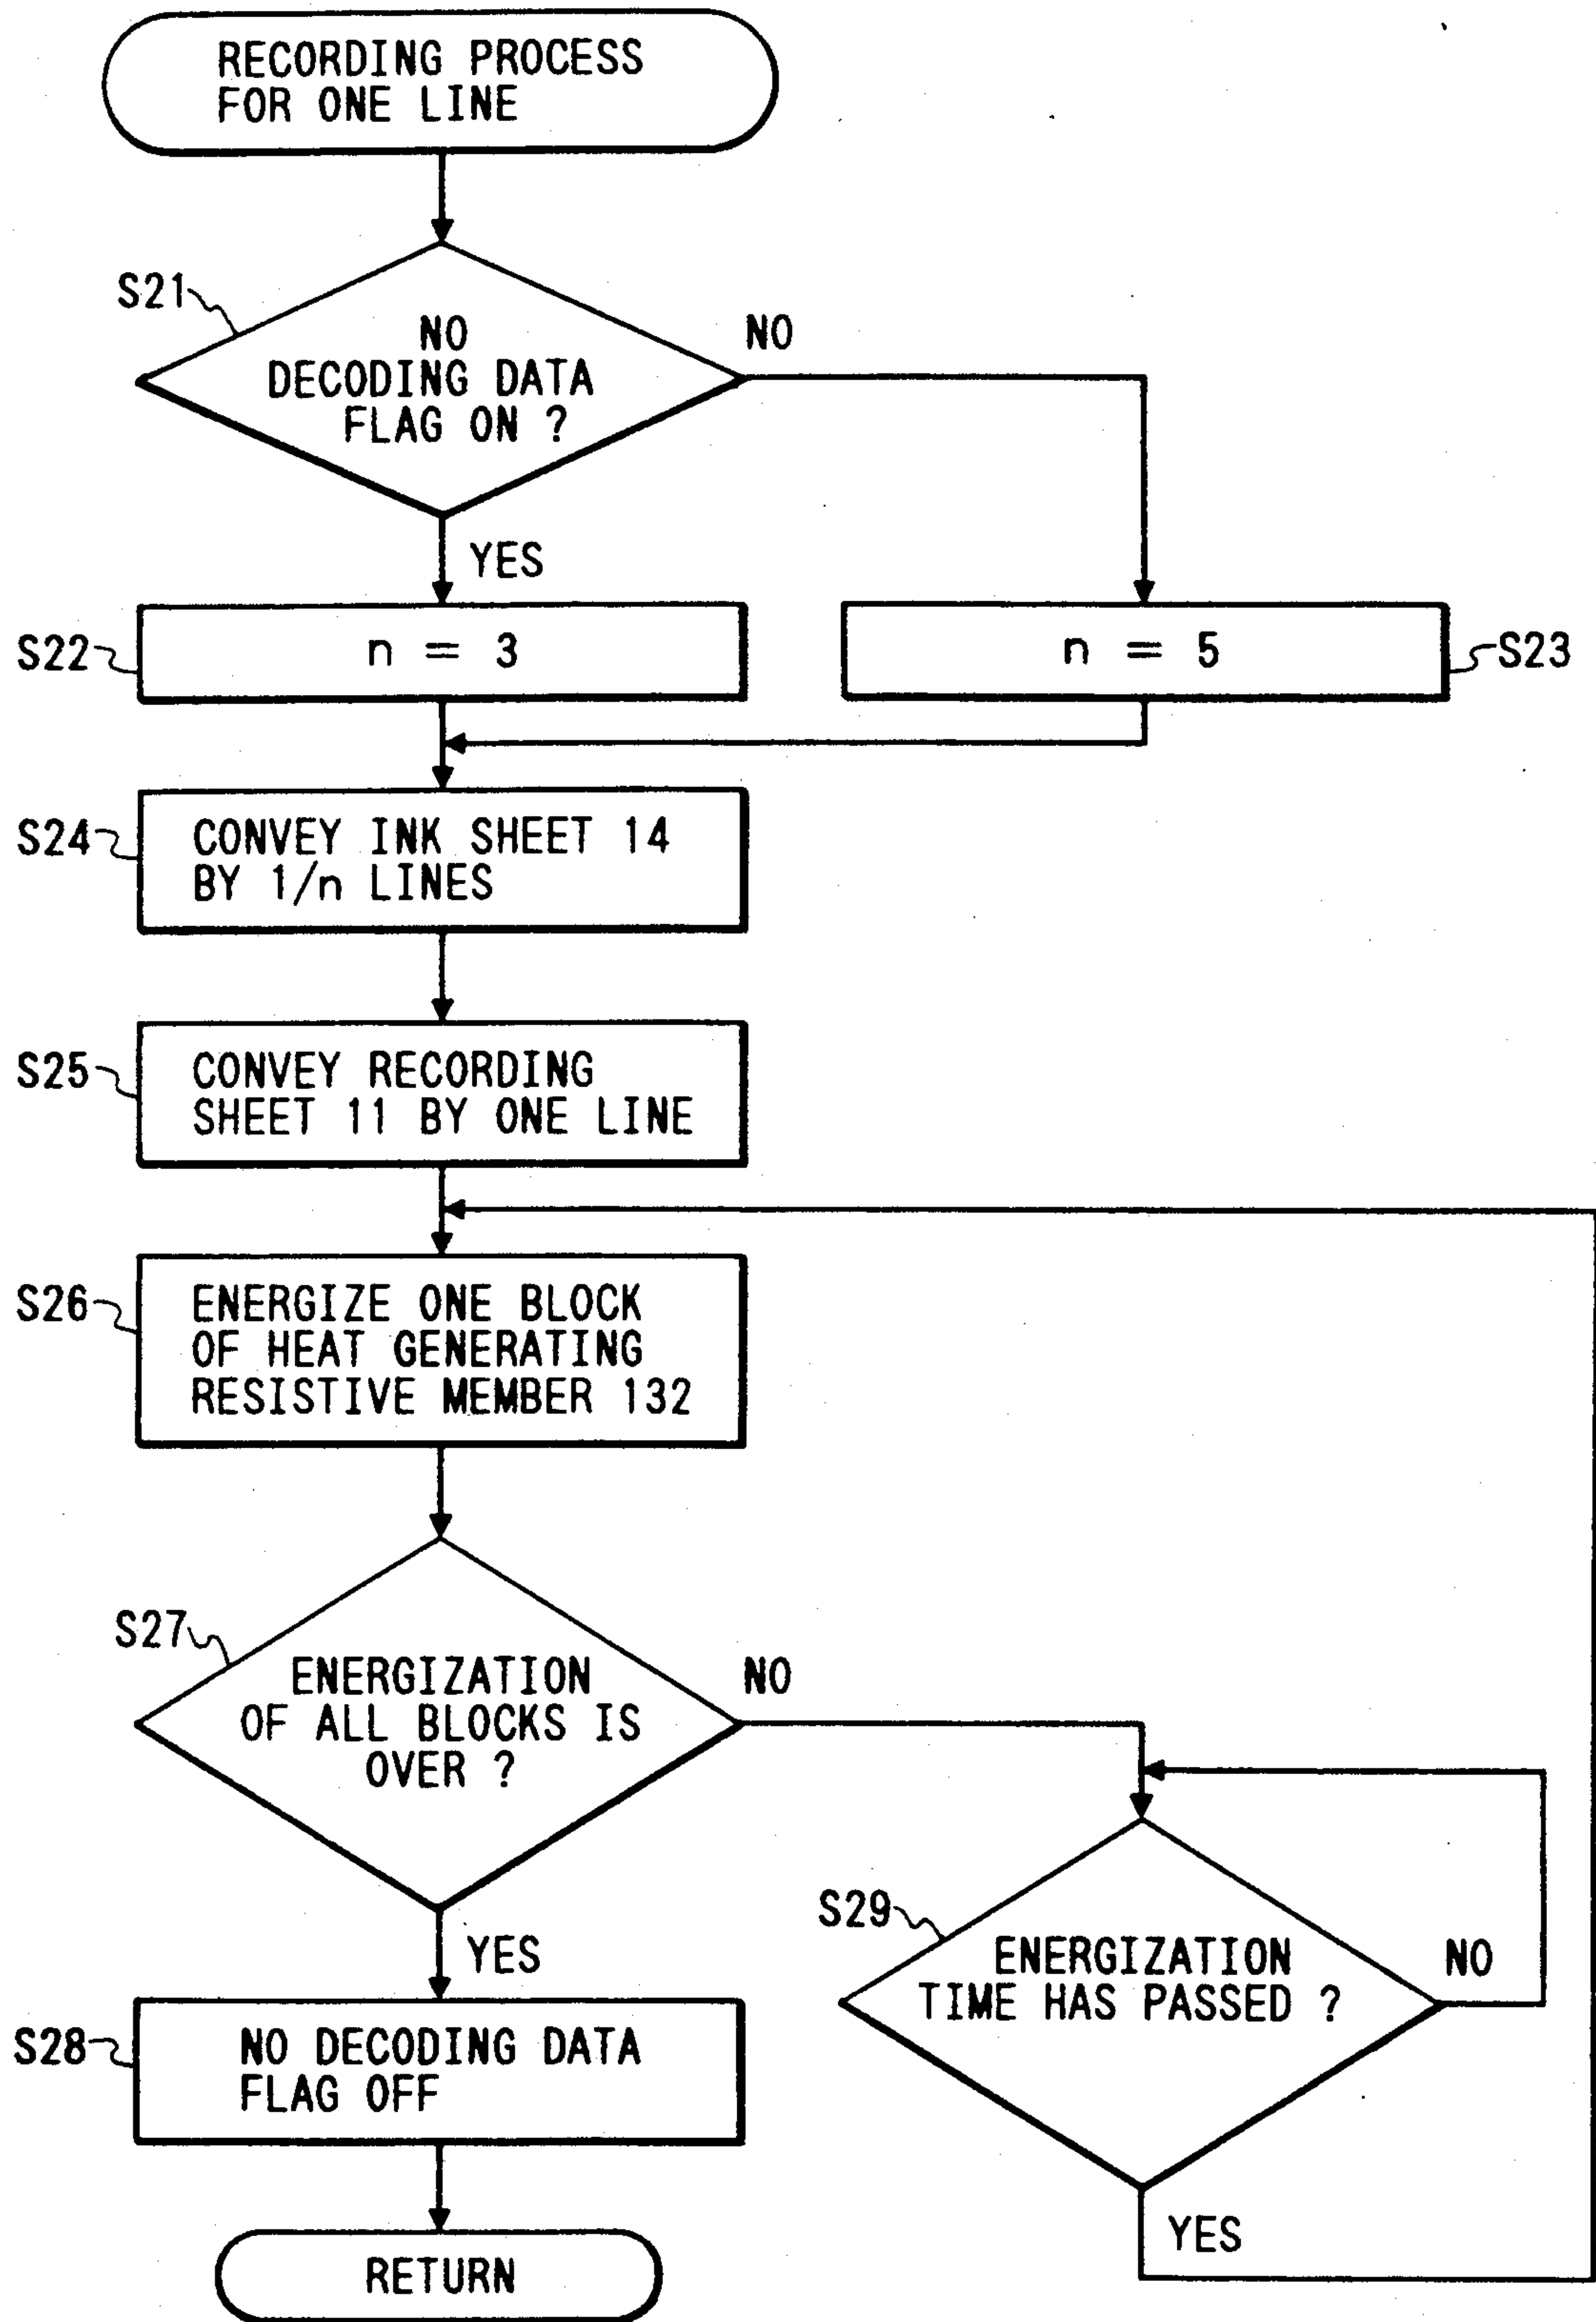 RECORDING PROCESS
FOR ONE LINE
S21
NO
DECODING DATA
FLAG ON ?
NO
YES
S22
n = 3
n = 5
S23
S24
CONVEY INK SHEET 14
BY 1/n LINES
S25
CONVEY RECORDING
SHEET 11 BY ONE LINE
S26
ENERGIZE ONE BLOCK
OF HEAT GENERATING
RESISTIVE MEMBER 132
S27
ENERGIZATION
OF ALL BLOCKS IS
OVER ?
NO
YES
S29
ENERGIZATION
TIME HAS PASSED ?
NO
YES
S28
NO DECODING DATA
FLAG OFF
RETURN